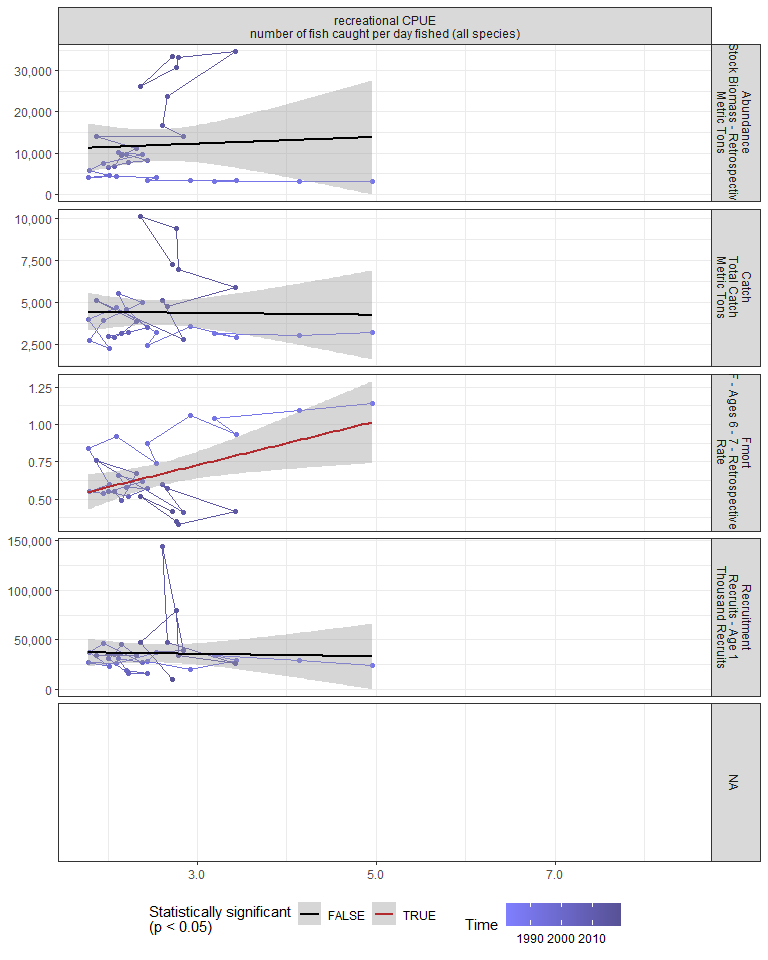 recreational CPUE
number of fish caught per day fished (all species)
30,000
20,000
10,000
0
Abundance
Stock Biomass - Retrospectiv
Metric Tons
10,000
7,500
5,000
2,500
Catch
Total Catch
Metric Tons
1.25
1.00
0.75
0.50
Fmort
F - Ages 6 - 7 - Retrospective
Rate
150,000
100,000
50,000
0
Recruitment
Recruits - Age 1
Thousand Recruits
NA
3.0 5.0 7.0
Statistically significant
(p < 0.05)
FALSE TRUE
Time
1990 2000 2010